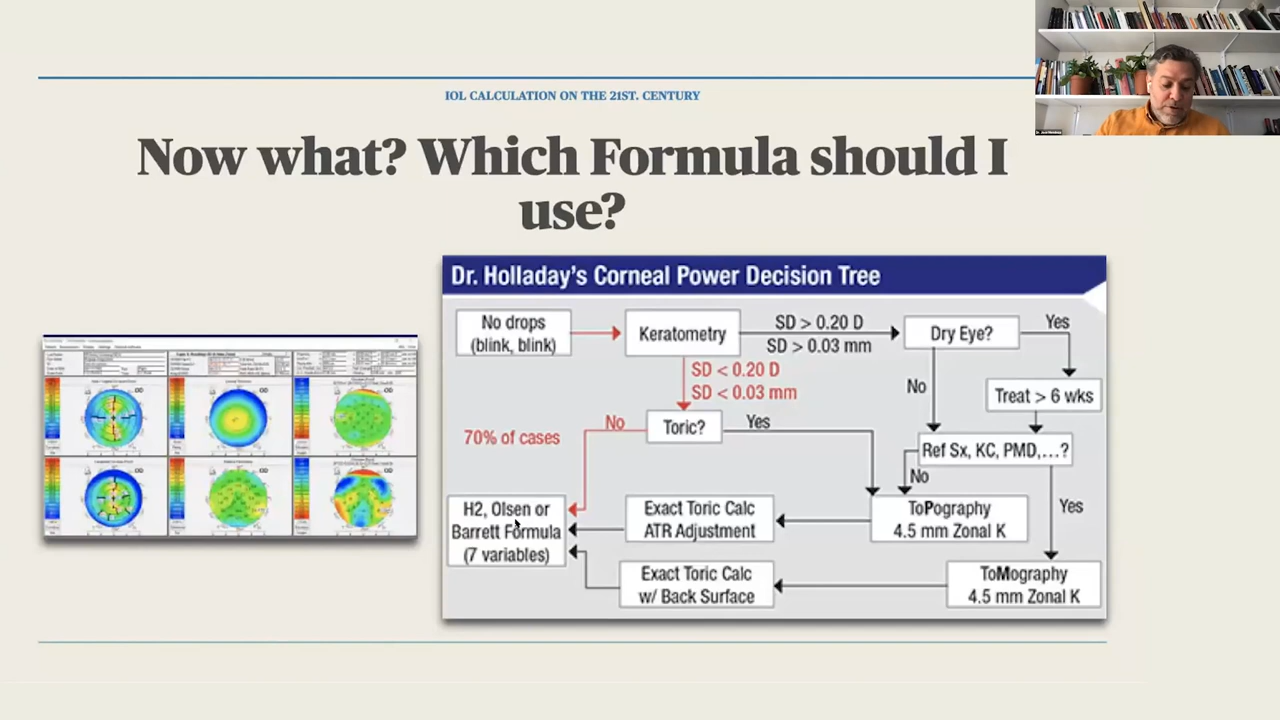 IOL CALCULATION ON THE 21ST. CENTURY
Now what? Which Formula should I
use?
Dr. Holladay's Corneal Power Decision Tree
No drops
(blink, blink)
Keratometry
SD > 0.20 D
SD > 0.03 mm
Dry Eye?
Yes
SD < 0.20 D
SD < 0.03 mm
No
Treat > 6 wks
70% of cases
No
Toric?
Yes
Ref Sx, KC, PMD,...?
No
Yes
H2, Olsen or
Barrett Formula
(7 variables)
Exact Toric Calc
ATR Adjustment
ToPography
4.5 mm Zonal K
Exact Toric Calc
w/ Back Surface
ToMography
4.5 mm Zonal K
OD
OD
OD
OD